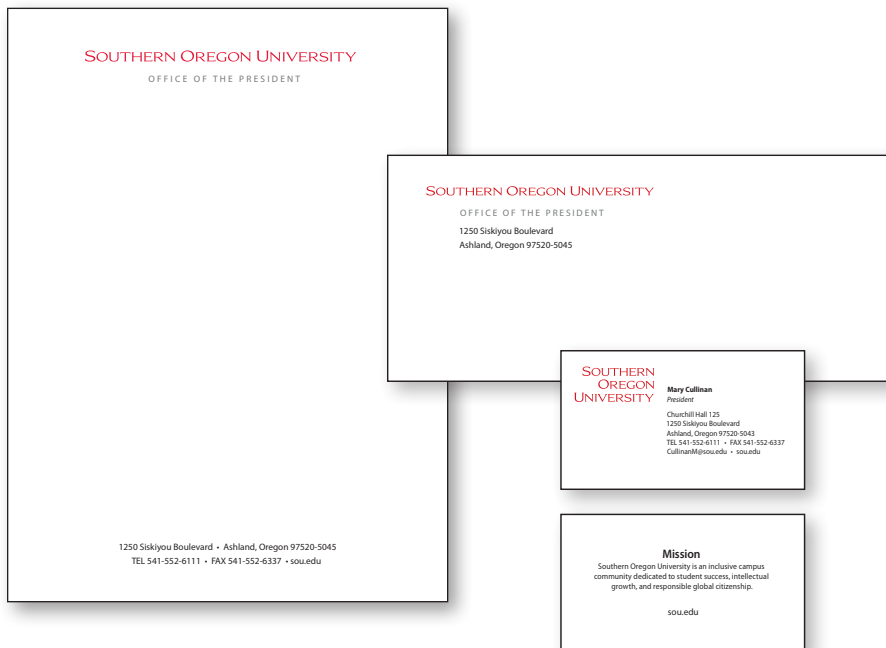 SOUTHERN OREGON UNIVERSITY
OFFICE OF THE PRESIDENT
1250 Siskiyou Boulevard • Ashland, Oregon 97520-5045
TEL 541-552-6111 • FAX 541-552-6337 • sou.edu
SOUTHERN OREGON UNIVERSITY
OFFICE OF THE PRESIDENT
1250 Siskiyou Boulevard
Ashland, Oregon 97520-5045
SOUTHERN
OREGON
UNIVERSITY
Mary Cullinan
President
Churchill Hall 125
1250 Siskiyou Boulevard
Ashland, Oregon 97520-5043
TEL 541-552-6111 • FAX 541-552-6337
CullinanM@sou.edu • sou.edu
Mission
Southern Oregon University is an inclusive campus
community dedicated to student success, intellectual
growth, and responsible global citizenship.
sou.edu